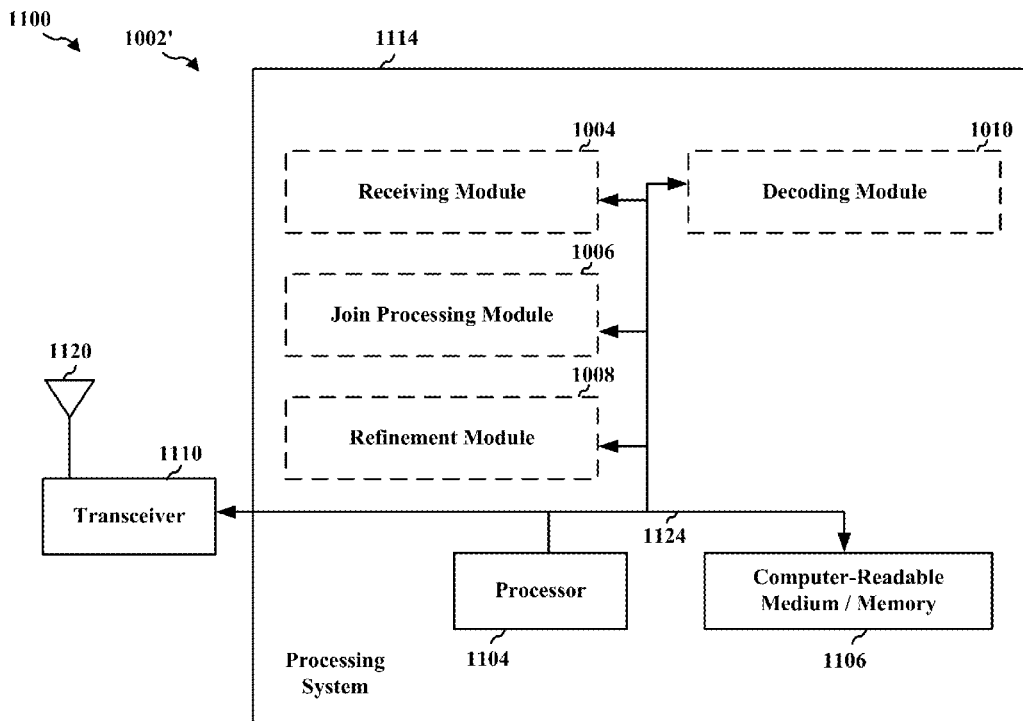 1100
1002'
1114
1004
1010
Receiving Module
Decoding Module
1006
Join Processing Module
1120
1008
Refinement Module
1110
Transceiver
1124
Processor
Computer-Readable
Medium / Memory
1104
1106
Processing
System